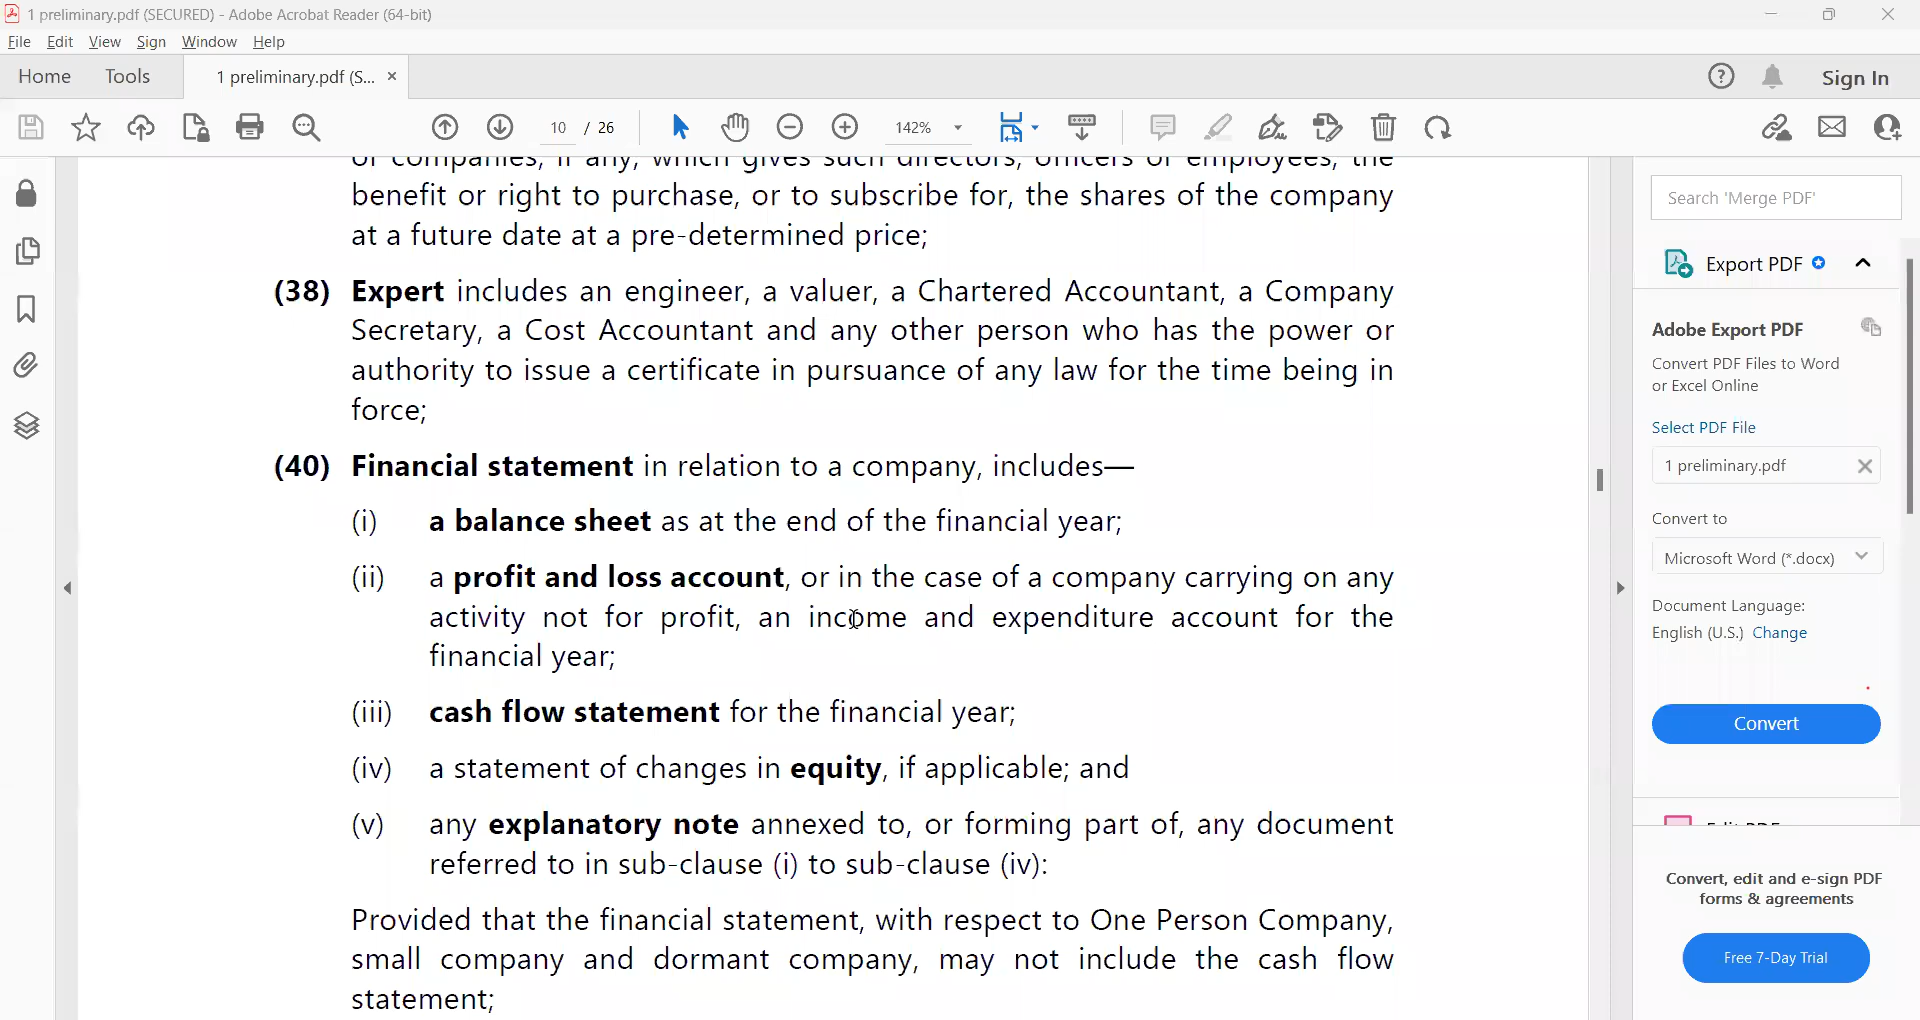 1 preliminary.pdf (SECURED) - Adobe Acrobat Reader (64-bit)
File Edit View Sign Window Help
Home Tools 1 preliminary.pdf (S... × Sign In
10 / 26 142%
of companies, if any, which gives such directors, officers or employees, the
benefit or right to purchase, or to subscribe for, the shares of the company
at a future date at a pre-determined price;
(38) Expert includes an engineer, a valuer, a Chartered Accountant, a Company
Secretary, a Cost Accountant and any other person who has the power or
authority to issue a certificate in pursuance of any law for the time being in
force;
(40) Financial statement in relation to a company, includes—
(i) a balance sheet as at the end of the financial year;
(ii) a profit and loss account, or in the case of a company carrying on any
activity not for profit, an income and expenditure account for the
financial year;
(iii) cash flow statement for the financial year;
(iv) a statement of changes in equity, if applicable; and
(v) any explanatory note annexed to, or forming part of, any document
referred to in sub-clause (i) to sub-clause (iv):
Provided that the financial statement, with respect to One Person Company,
small company and dormant company, may not include the cash flow
statement;
Search 'Merge PDF'
Export PDF
Adobe Export PDF
Convert PDF Files to Word
or Excel Online
Select PDF File
1 preliminary.pdf
Convert to
Microsoft Word (*.docx)
Document Language:
English (U.S.) Change
Convert
Edit PDF
Convert, edit and e-sign PDF
forms & agreements
Free 7-Day Trial